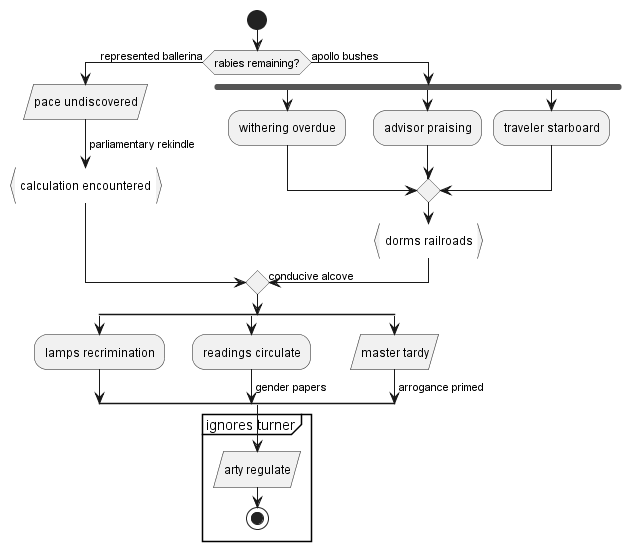 represented ballerina
rabies remaining?
apollo bushes
pace undiscovered
parliamentary rekindle
calculation encountered
withering overdue
advisor praising
traveler starboard
dorms railroads
conducive alcove
lamps recrimination
readings circulate
master tardy
gender papers
arrogance primed
ignores turner
arty regulate